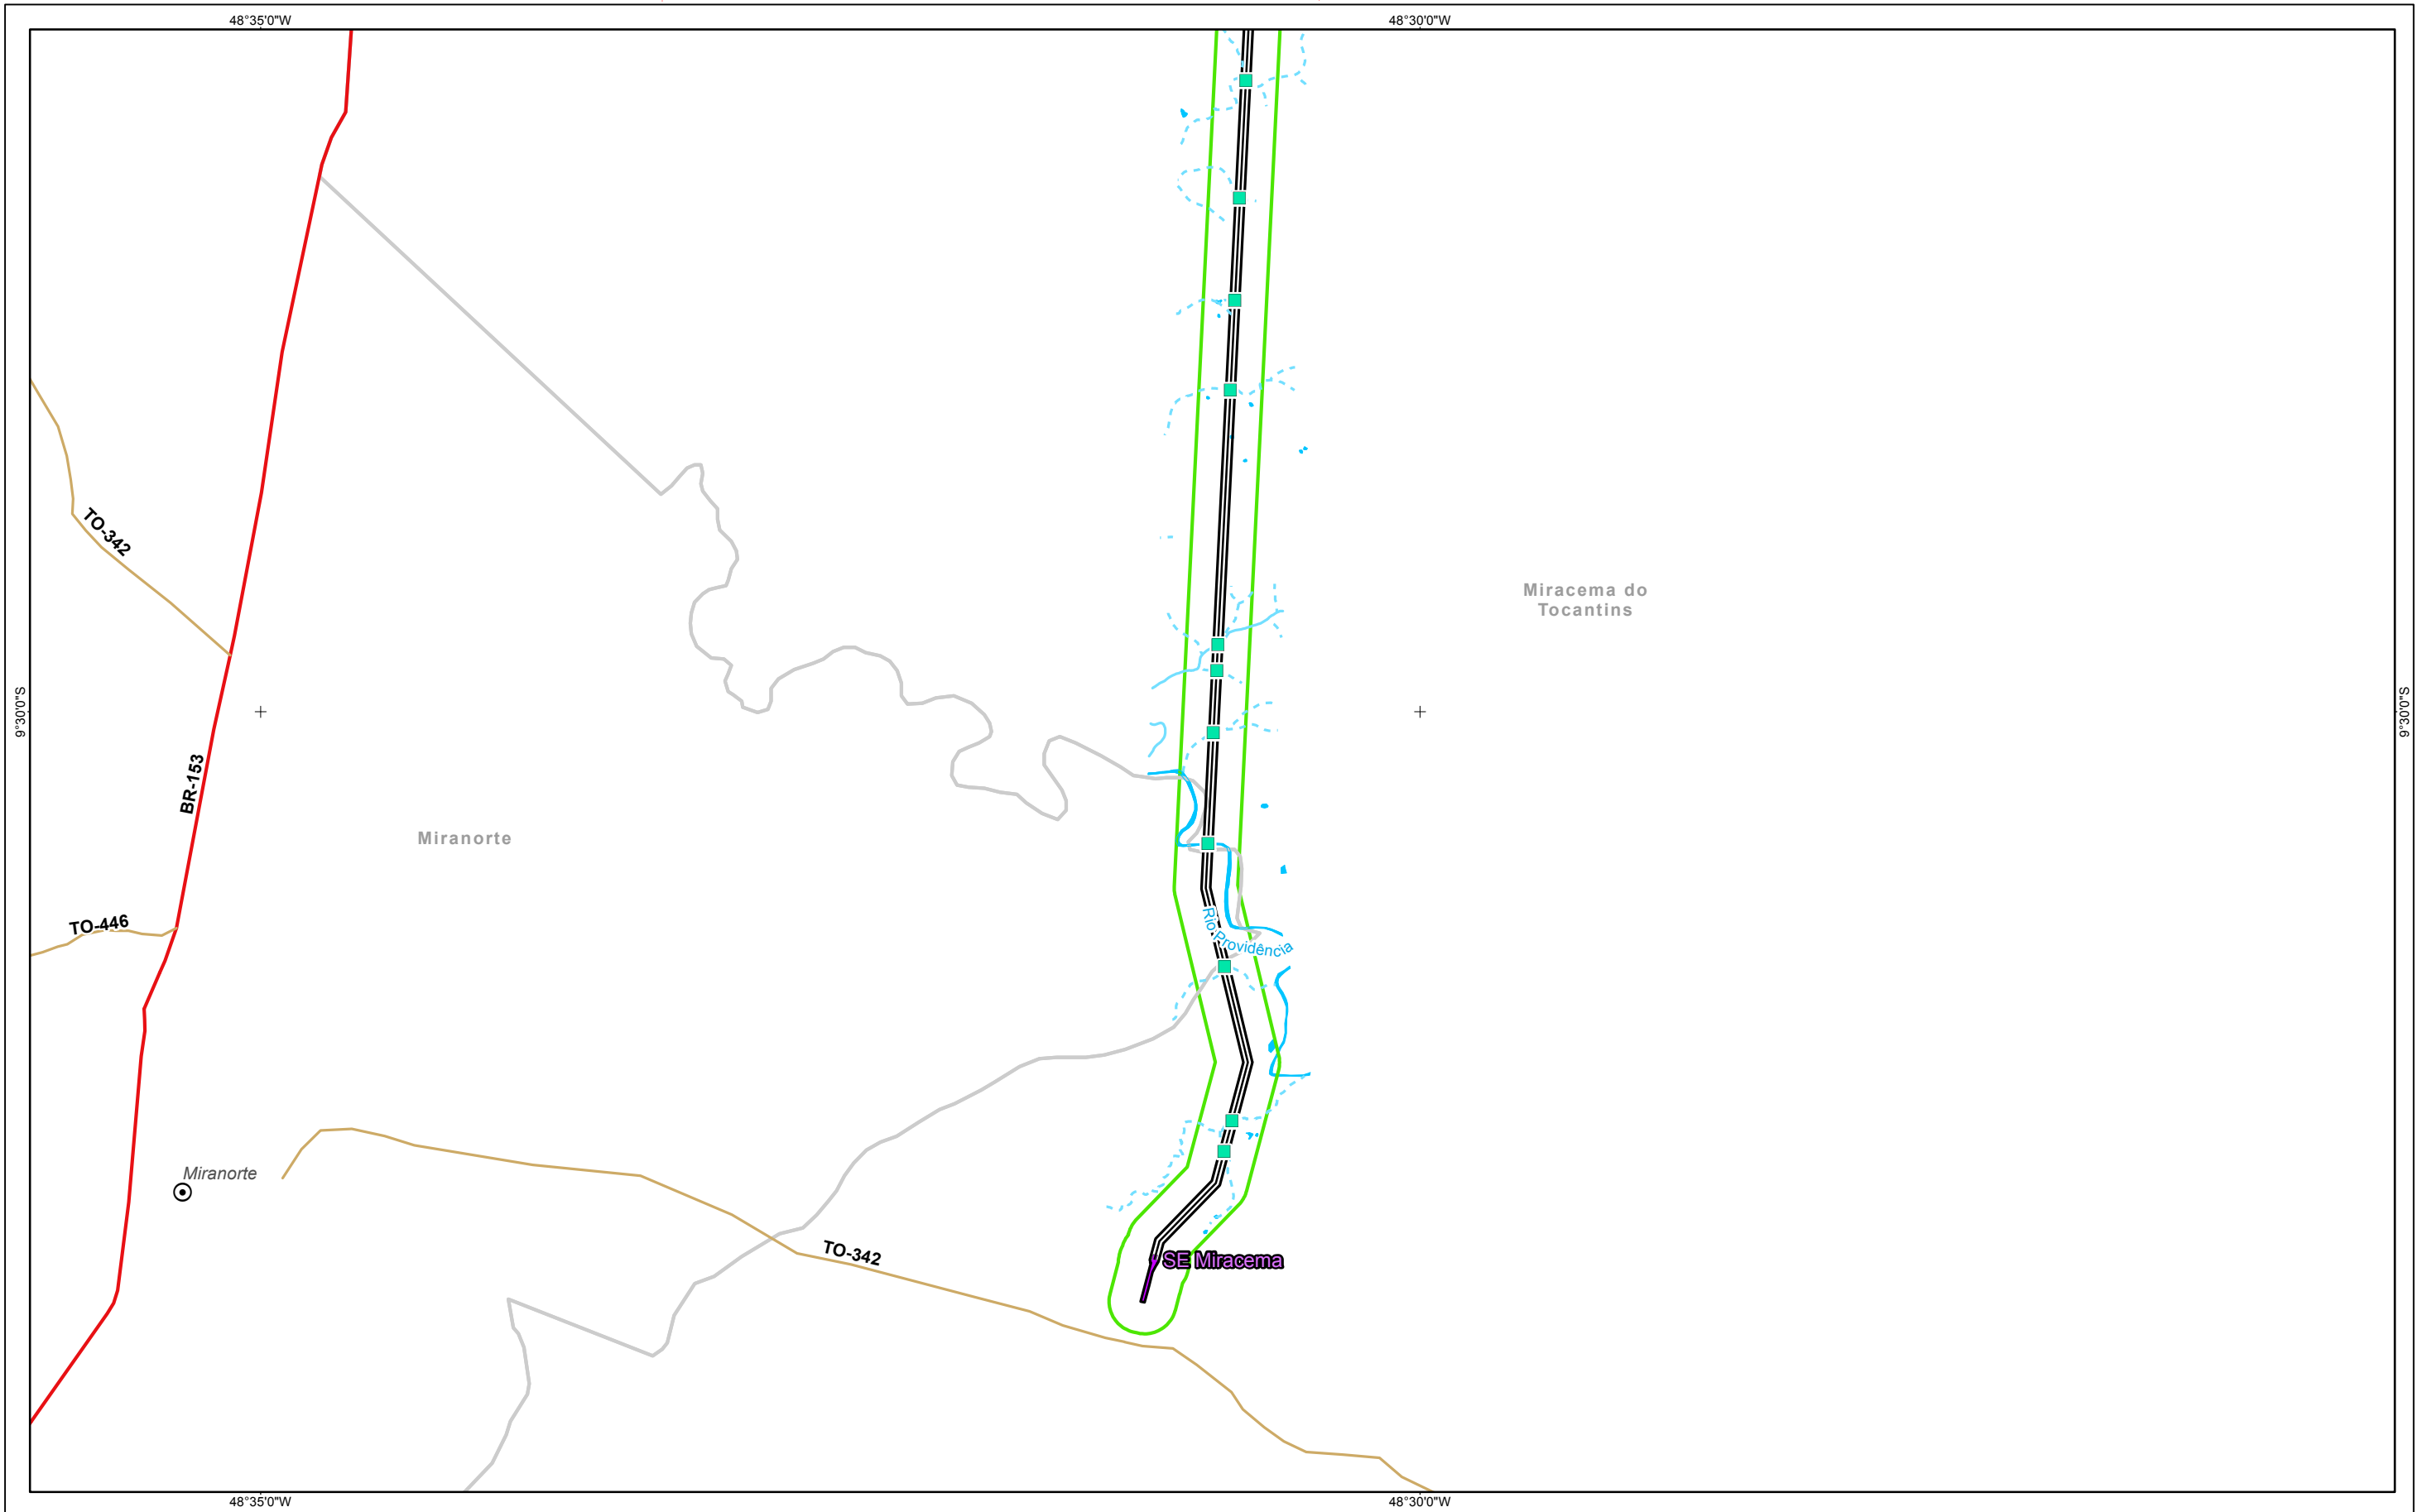 48°35'0"W
48°30'0"W
TO-342
Miracema do
Tocantins
9°30'0"S
9°30'0"S
BR-153
Miranorte
TO-446
Rio Providência
Miranorte
TO-342
SE Miracema
48°35'0"W
48°30'0"W